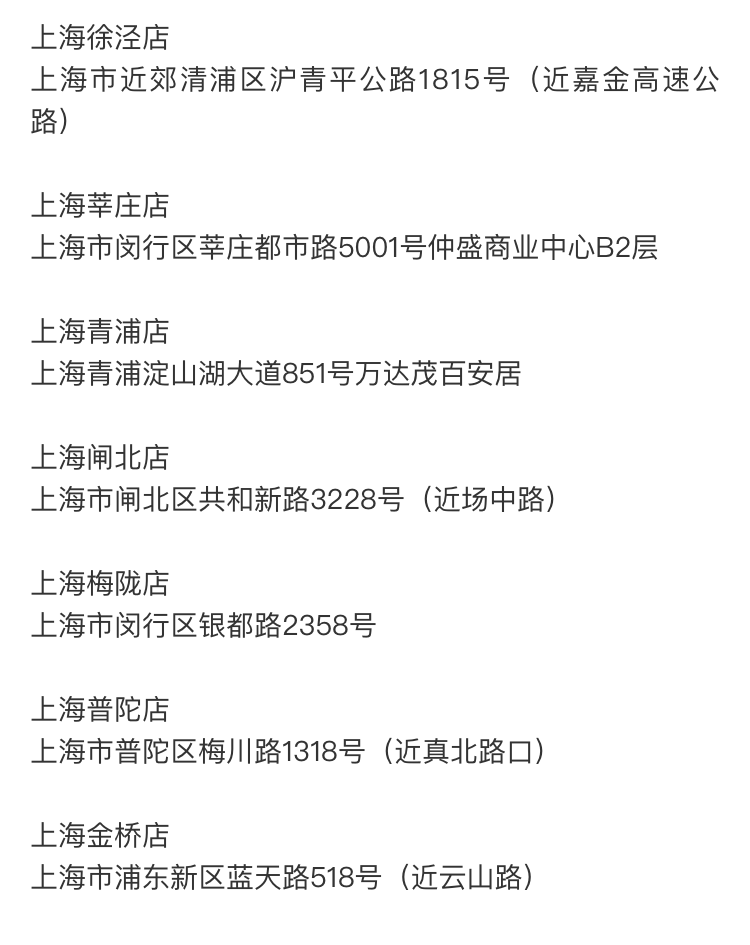 上海徐泾店
上海市近郊清浦区沪青平公路1815号（近嘉金高速公
路）
上海莘庄店
上海市闵行区莘庄都市路5001号仲盛商业中心B2层
上海青浦店
上海青浦淀山湖大道851号万达茂百安居
上海闸北店
上海市闸北区共和新路3228号（近场中路）
上海梅陇店
上海市闵行区银都路2358号
上海普陀店
上海市普陀区梅川路1318号（近真北路口）
上海金桥店
上海市浦东新区蓝天路518号（近云山路）